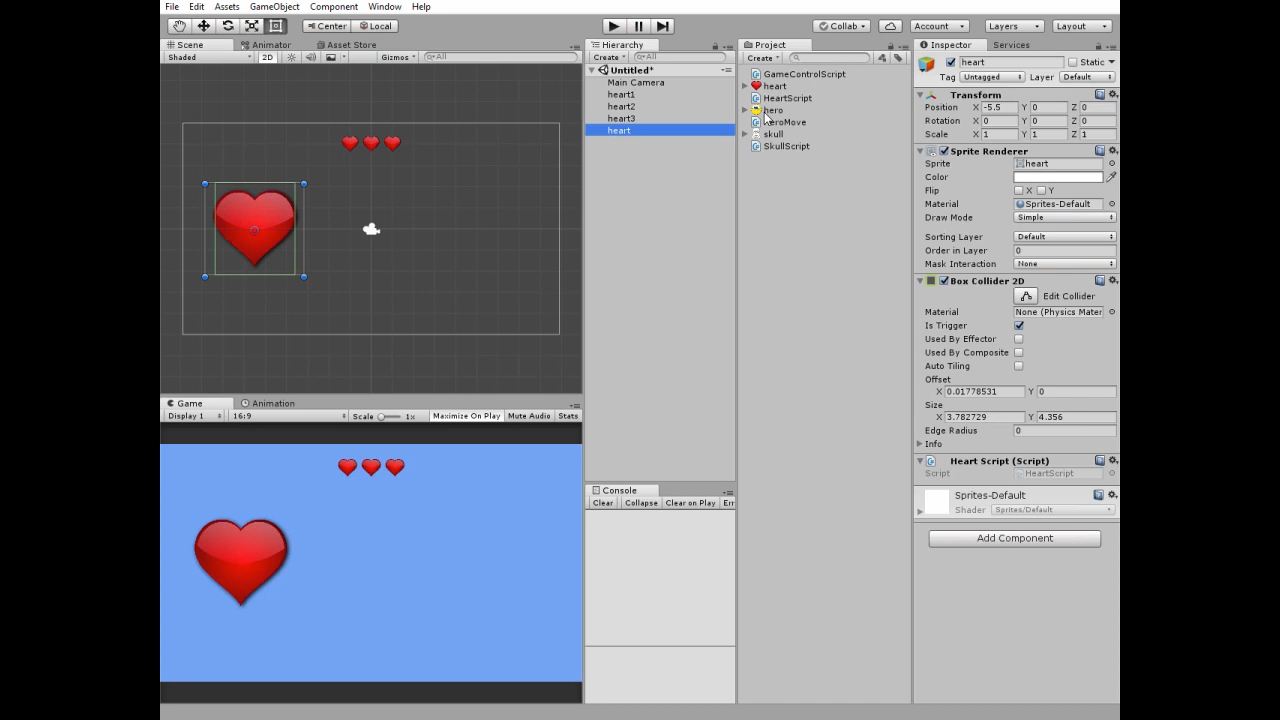 File Edit Assets GameObject Component Window Help
Center Local Collab Account Layers Layout
Scene Animator Asset Store
Shaded 2D Gizmos All
Hierarchy
Create All
Untitled*
Main Camera
heart1
heart2
heart3
heart
Project
Create
GameControlScript
heart
HeartScript
hero
HeroMove
skull
SkullScript
Inspector Services
heart Static
Tag Untagged Layer Default
Transform
Position X -5.5 Y 0 Z 0
Rotation X 0 Y 0 Z 0
Scale X 1 Y 1 Z 1
Sprite Renderer
Sprite heart
Color
Flip X Y
Material Sprites-Default
Draw Mode Simple
Sorting Layer Default
Order in Layer 0
Mask Interaction None
Box Collider 2D
Edit Collider
Material None (Physics Mater
Is Trigger
Used By Effector
Used By Composite
Auto Tiling
Offset
X 0.01778531 Y 0
Size
X 3.782729 Y 4.356
Edge Radius 0
Info
Heart Script (Script)
Script HeartScript
Sprites-Default
Shader Sprites/Default
Add Component
Game Animation
Display 1 16:9 Scale 1x Maximize On Play Mute Audio Stats
Console
Clear Collapse Clear on Play Err